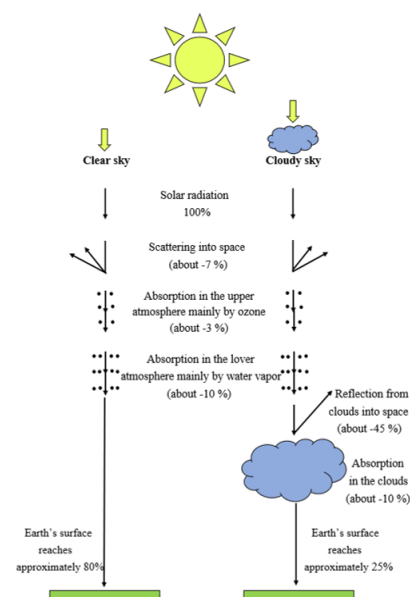 Clear sky
Cloudy sky
Solar radiation
100%
Scattering into space
(about -7 %)
Absorption in the upper
atmosphere mainly by ozone
(about -3 %)
Absorption in the lover
atmosphere mainly by water vapor
(about -10 %)
Reflection from
clouds into space
(about -45 %)
Absorption
in the clouds
(about -10 %)
Earth's surface
reaches
approximately 80%
Earth's surface
reaches
approximately 25%